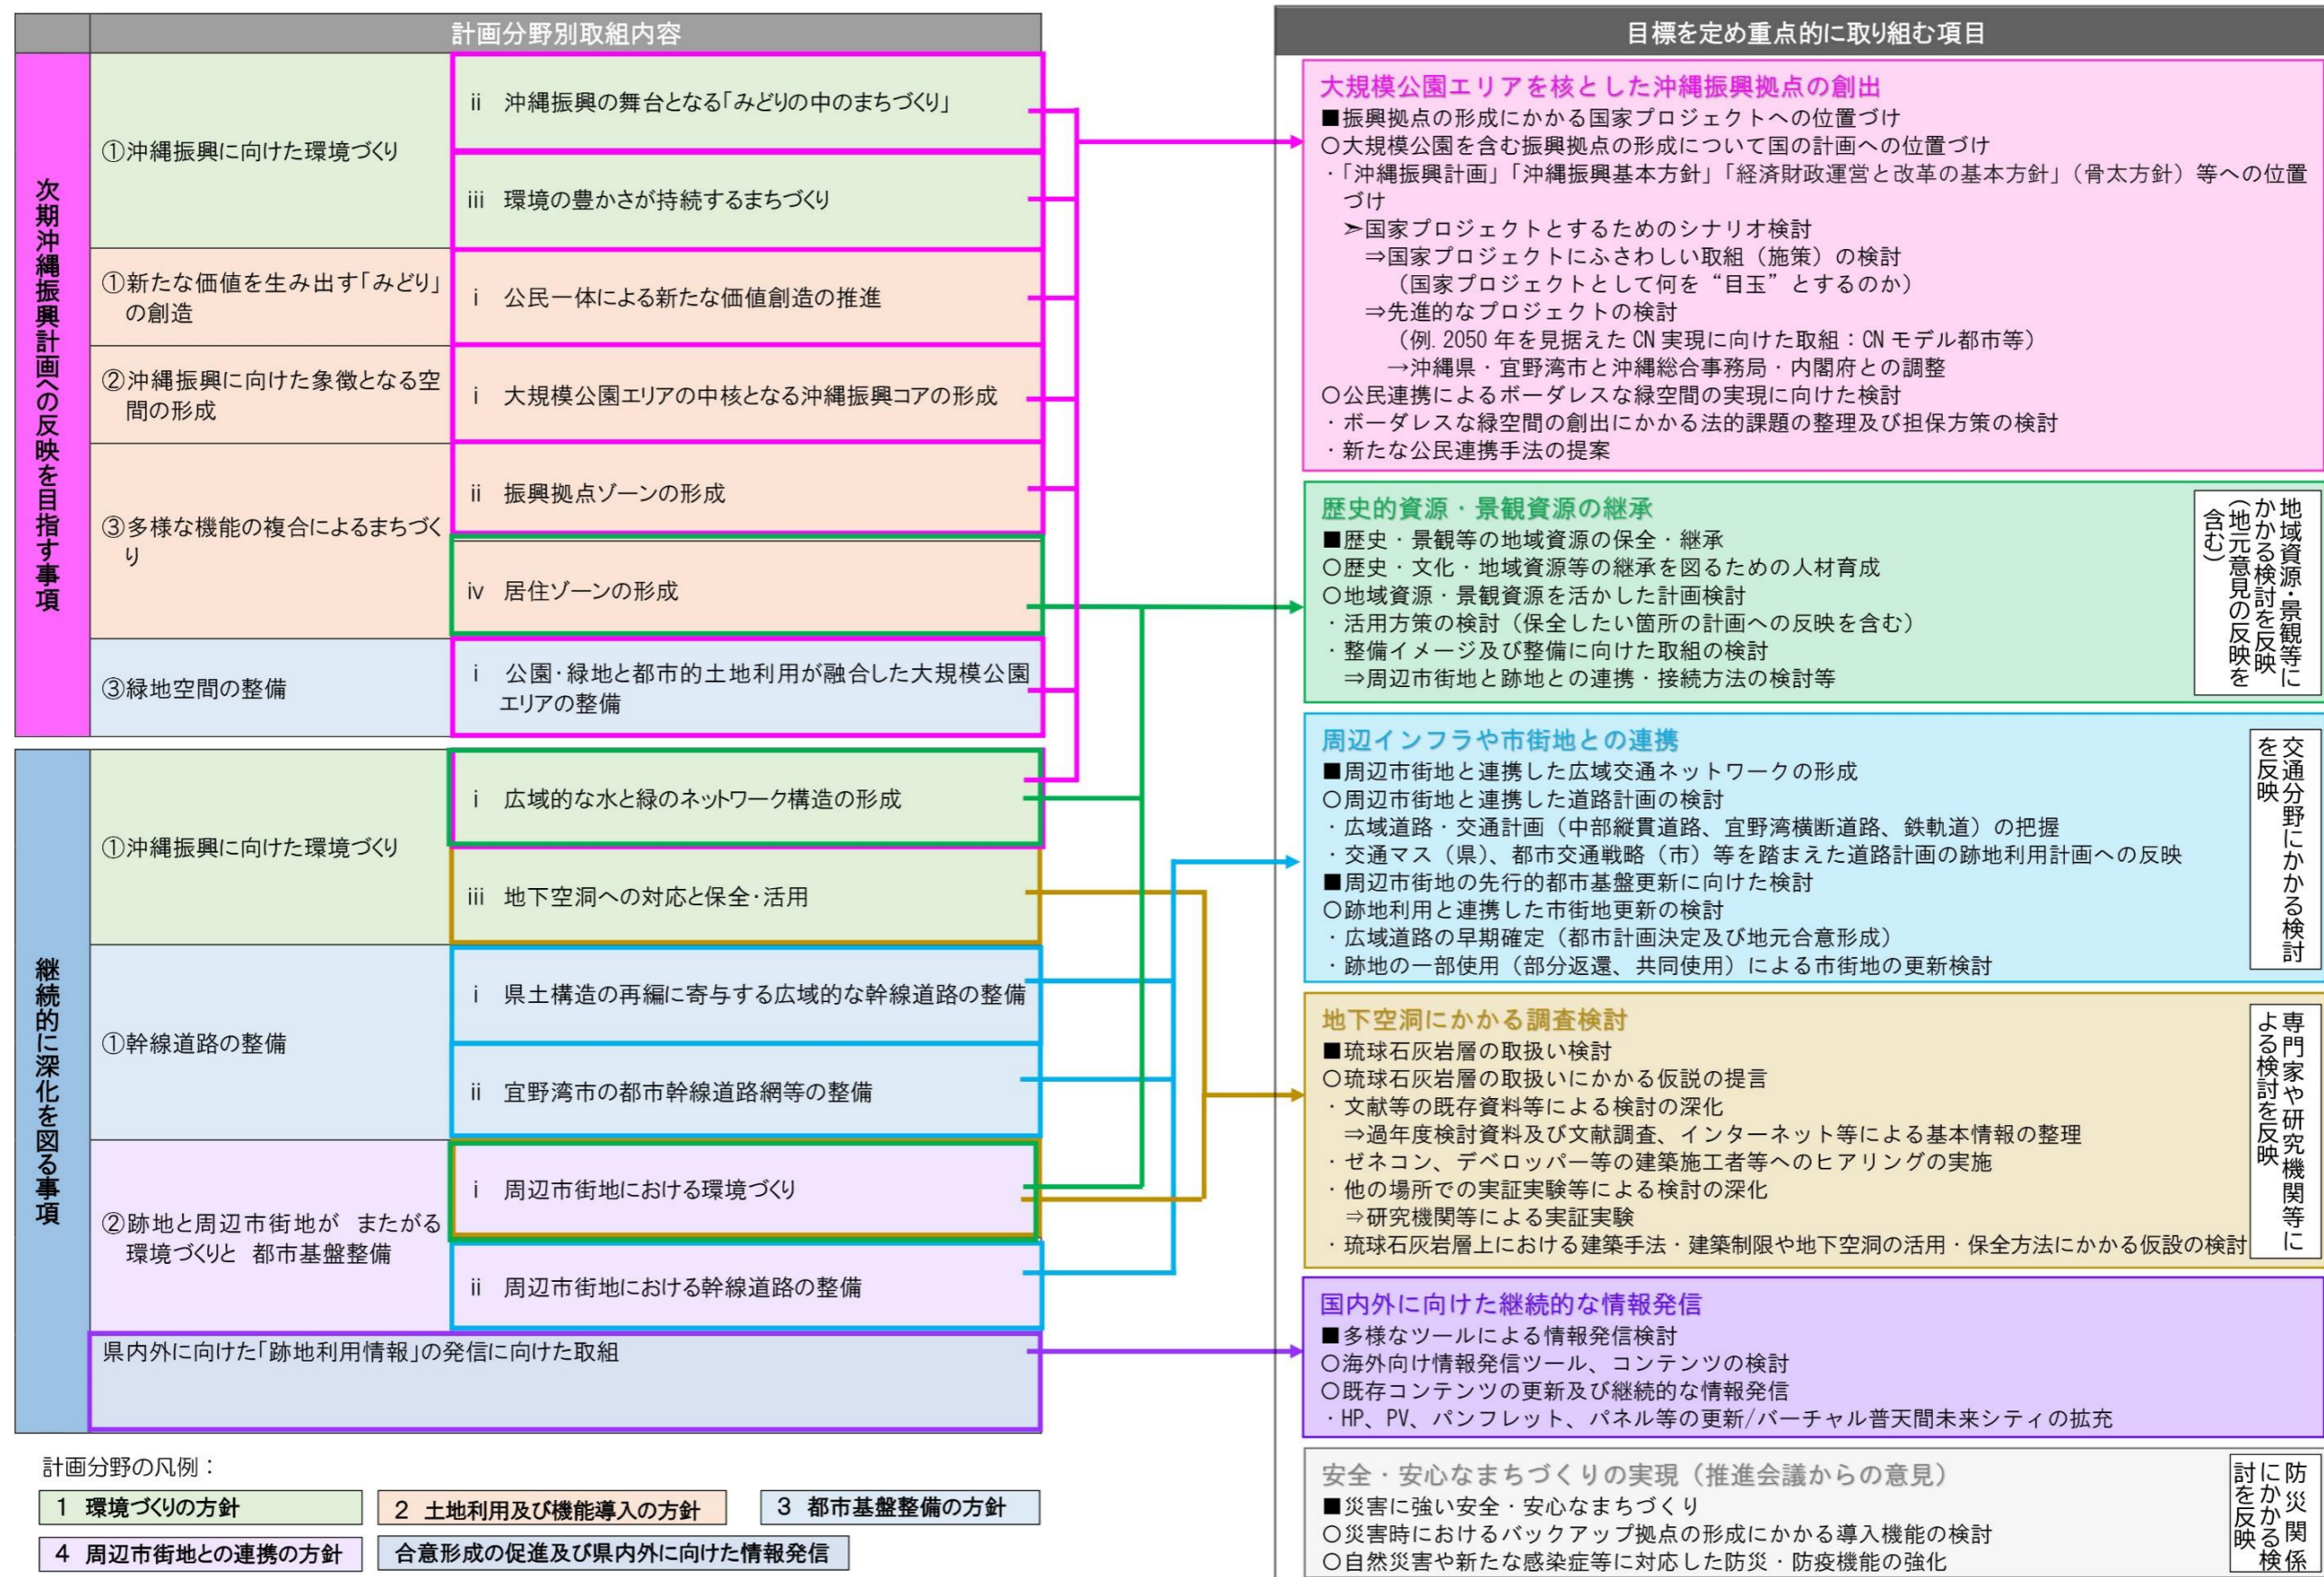 計画分野別取組内容
次期沖縄振興計画への反映を目指す事項
①沖縄振興に向けた環境づくり
ⅱ 沖縄振興の舞台となる「みどりの中のまちづくり」
ⅲ 環境の豊かさが持続するまちづくり
①新たな価値を生み出す「みどり」
の創造
ⅰ 公民一体による新たな価値創造の推進
②沖縄振興に向けた象徴となる空
間の形成
ⅰ 大規模公園エリアの中核となる沖縄振興コアの形成
③多様な機能の複合によるまちづく
り
ⅱ 振興拠点ゾーンの形成
ⅳ 居住ゾーンの形成
③緑地空間の整備
ⅰ 公園・緑地と都市的土地利用が融合した大規模公園
エリアの整備
継続的に深化を図る事項
①沖縄振興に向けた環境づくり
ⅰ 広域的な水と緑のネットワーク構造の形成
ⅲ 地下空洞への対応と保全・活用
①幹線道路の整備
ⅰ 県土構造の再編に寄与する広域的な幹線道路の整備
ⅱ 宜野湾市の都市幹線道路網等の整備
②跡地と周辺市街地が またがる
環境づくりと 都市基盤整備
ⅰ 周辺市街地における環境づくり
ⅱ 周辺市街地における幹線道路の整備
県内外に向けた「跡地利用情報」の発信に向けた取組
計画分野の凡例：
1 環境づくりの方針
2 土地利用及び機能導入の方針
3 都市基盤整備の方針
4 周辺市街地との連携の方針
合意形成の促進及び県内外に向けた情報発信
目標を定め重点的に取り組む項目
大規模公園エリアを核とした沖縄振興拠点の創出
■振興拠点の形成にかかる国家プロジェクトへの位置づけ
○大規模公園を含む振興拠点の形成について国の計画への位置づけ
・「沖縄振興計画」「沖縄振興基本方針」「経済財政運営と改革の基本方針」（骨太方針）等への位置
づけ
➢国家プロジェクトとするためのシナリオ検討
⇒国家プロジェクトにふさわしい取組（施策）の検討
（国家プロジェクトとして何を“目玉”とするのか）
⇒先進的なプロジェクトの検討
（例. 2050 年を見据えた CN 実現に向けた取組：CN モデル都市等）
→沖縄県・宜野湾市と沖縄総合事務局・内閣府との調整
○公民連携によるボーダレスな緑空間の実現に向けた検討
・ボーダレスな緑空間の創出にかかる法的課題の整理及び担保方策の検討
・新たな公民連携手法の提案
歴史的資源・景観資源の継承
■歴史・景観等の地域資源の保全・継承
○歴史・文化・地域資源等の継承を図るための人材育成
○地域資源・景観資源を活かした計画検討
・活用方策の検討（保全したい箇所の計画への反映を含む）
・整備イメージ及び整備に向けた取組の検討
⇒周辺市街地と跡地との連携・接続方法の検討等
地域資源・景観等に
かかる検討を反映
（地元意見の反映を
含む）
周辺インフラや市街地との連携
■周辺市街地と連携した広域交通ネットワークの形成
○周辺市街地と連携した道路計画の検討
・広域道路・交通計画（中部縦貫道路、宜野湾横断道路、鉄軌道）の把握
・交通マス（県）、都市交通戦略（市）等を踏まえた道路計画の跡地利用計画への反映
■周辺市街地の先行的都市基盤更新に向けた検討
○跡地利用と連携した市街地更新の検討
・広域道路の早期確定（都市計画決定及び地元合意形成）
・跡地の一部使用（部分返還、共同使用）による市街地の更新検討
交通分野にかかる検討
を反映
地下空洞にかかる調査検討
■琉球石灰岩層の取扱い検討
○琉球石灰岩層の取扱いにかかる仮説の提言
・文献等の既存資料等による検討の深化
⇒過年度検討資料及び文献調査、インターネット等による基本情報の整理
・ゼネコン、デベロッパー等の建築施工者等へのヒアリングの実施
・他の場所での実証実験等による検討の深化
⇒研究機関等による実証実験
・琉球石灰岩層上における建築手法・建築制限や地下空洞の活用・保全方法にかかる仮設の検討
専門家や研究機関等に
よる検討を反映
国内外に向けた継続的な情報発信
■多様なツールによる情報発信検討
○海外向け情報発信ツール、コンテンツの検討
○既存コンテンツの更新及び継続的な情報発信
・HP、PV、パンフレット、パネル等の更新/バーチャル普天間未来シティの拡充
安全・安心なまちづくりの実現（推進会議からの意見）
■災害に強い安全・安心なまちづくり
○災害時におけるバックアップ拠点の形成にかかる導入機能の検討
○自然災害や新たな感染症等に対応した防災・防疫機能の強化
防災関係
にかかる検
討を反映